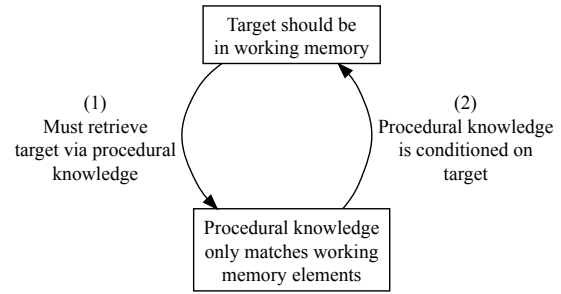 Target should be
in working memory
(1)
Must retrieve
target via procedural
knowledge
(2)
Procedural knowledge
is conditioned on
target
Procedural knowledge
only matches working
memory elements